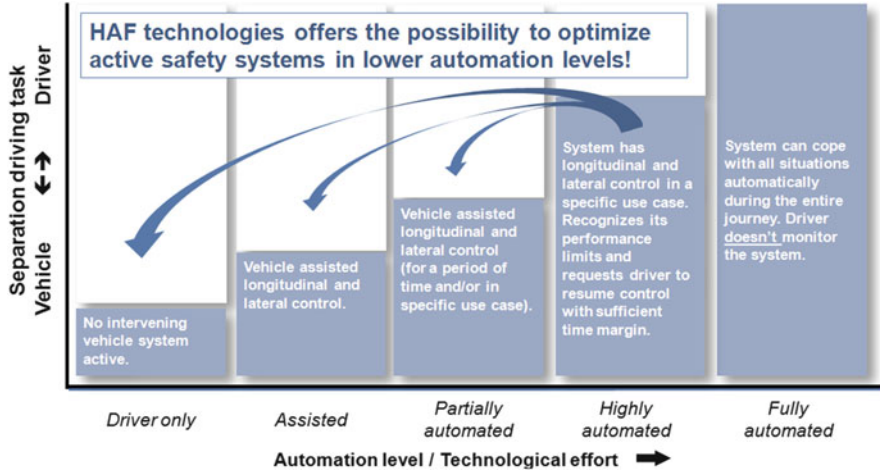 HAF technologies offers the possibility to optimize
active safety systems in lower automation levels!
Separation driving task
Vehicle ↔ Driver
No intervening
vehicle system
active.
Vehicle assisted
longitudinal and
lateral control.
Vehicle assisted
longitudinal and
lateral control
(for a period of
time and/or in
specific use case).
System has
longitudinal and
lateral control in a
specific use case.
Recognizes its
performance
limits and
requests driver to
resume control
with sufficient
time margin.
System can cope
with all situations
automatically
during the entire
journey. Driver
doesn't monitor
the system.
Driver only
Assisted
Partially
automated
Highly
automated
Fully
automated
Automation level / Technological effort